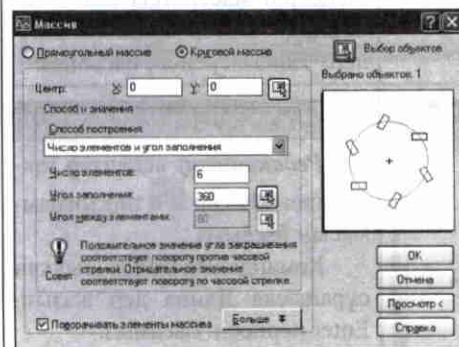 Массив
Прямоугольный массив
Круговой массив
Выбор объектов
Выбрано объектов: 1
Центр:
X: 0
Y: 0
Способ и значения
Способ построения:
Число элементов и угол заполнения
Число элементов:
6
Угол заполнения:
360
Угол между элементами:
60
Положительное значение угла закрашивания
соответствует повороту против часовой
стрелки. Отрицательное значение
соответствует повороту по часовой стрелке.
Совет
Поворачивать элементы массива
Больше
OK
Отмена
Просмотр <
Справка
Enter